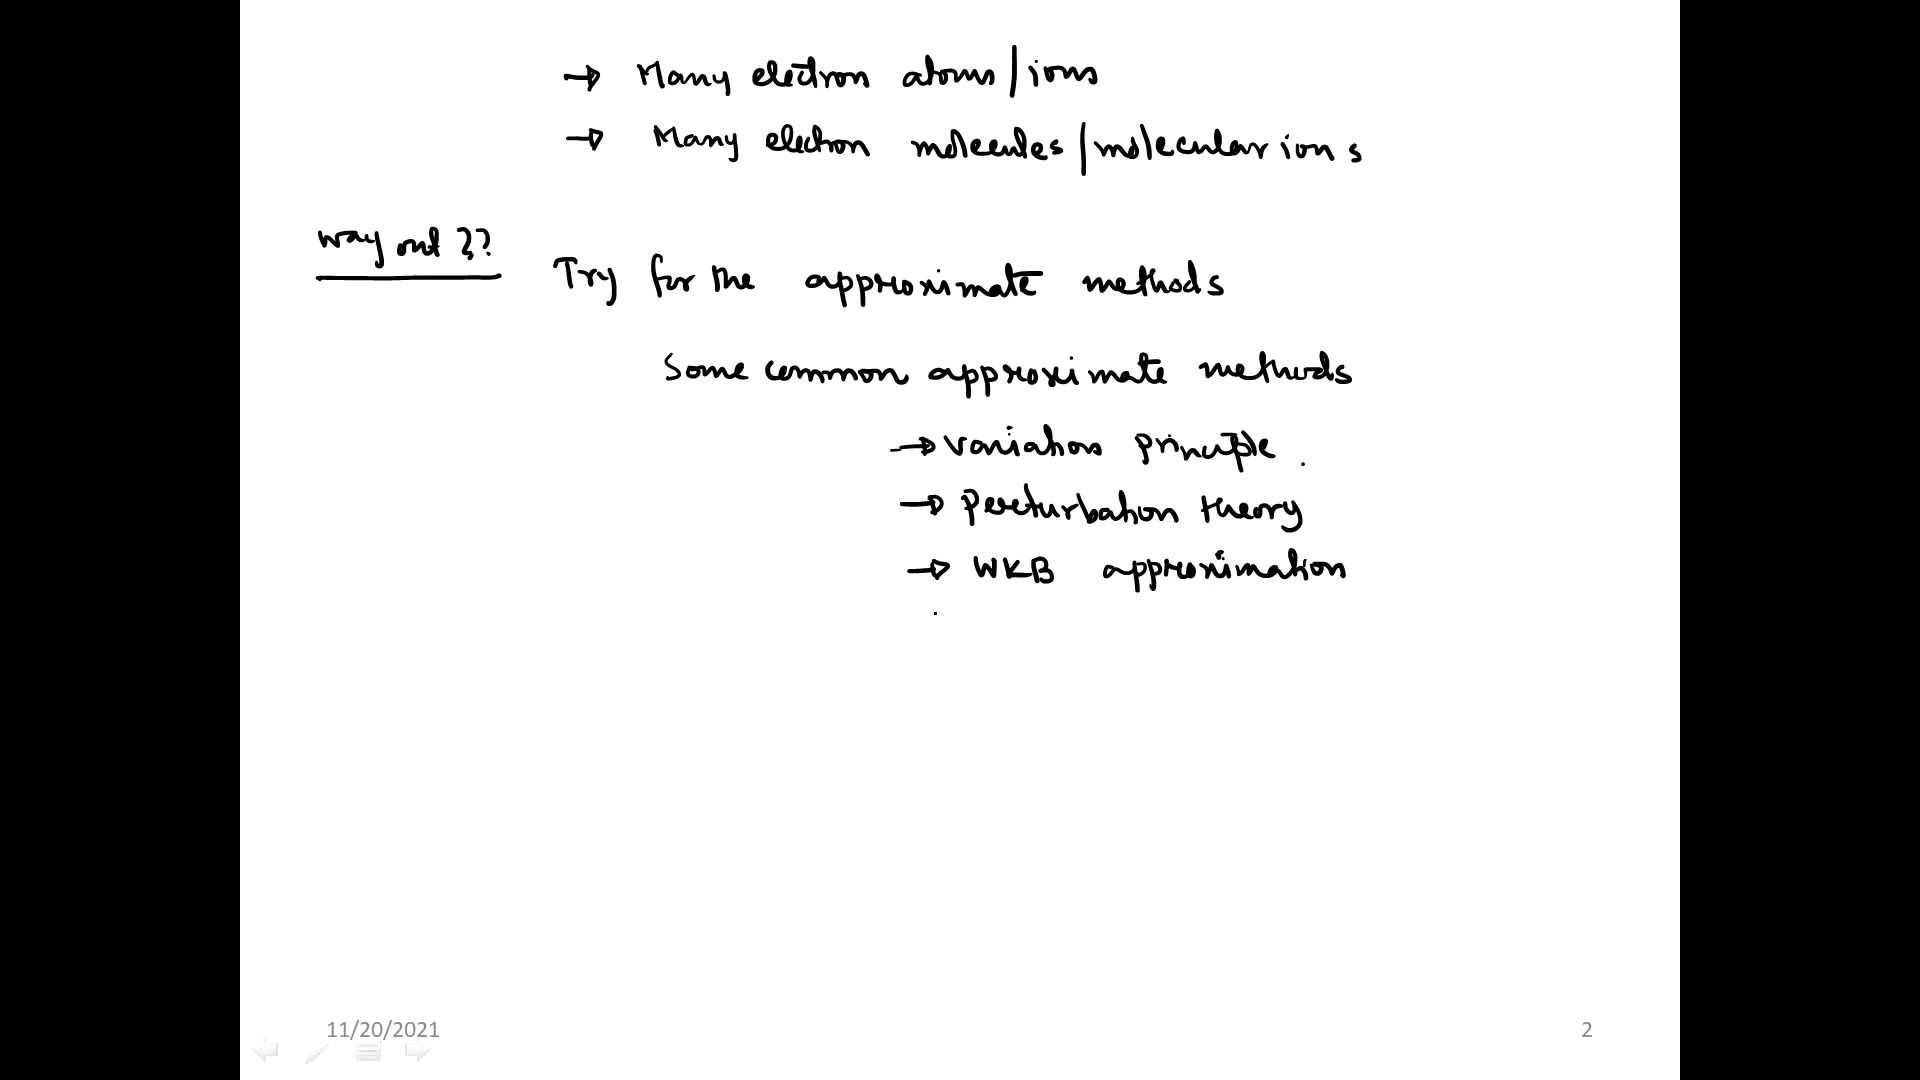 → Many electron atoms/ions
→ Many electron molecules/molecular ions
Way out ??
Try for the approximate methods
Some common approximate methods
→ Variation principle.
→ Perturbation theory
→ WKB approximation
11/20/2021
2